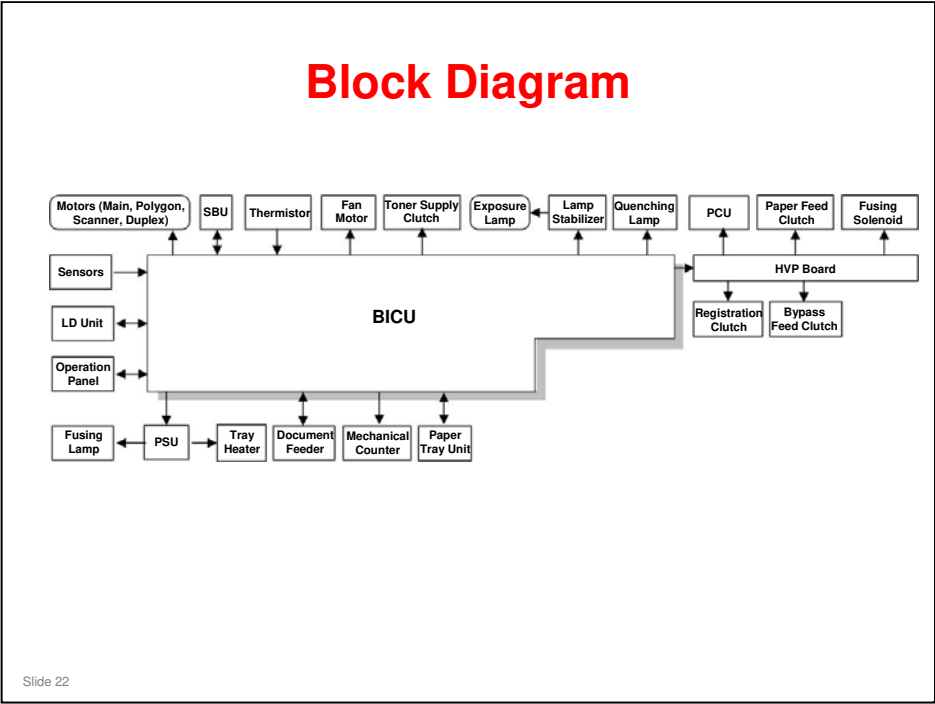 Block Diagram
Motors (Main, Polygon,
Scanner, Duplex)
SBU
Thermistor
Fan
Motor
Toner Supply
Clutch
Exposure
Lamp
Lamp
Stabilizer
Quenching
Lamp
PCU
Paper Feed
Clutch
Fusing
Solenoid
Sensors
HVP Board
LD Unit
BICU
Registration
Clutch
Bypass
Feed Clutch
Operation
Panel
Fusing
Lamp
PSU
Tray
Heater
Document
Feeder
Mechanical
Counter
Paper
Tray Unit
Slide 22